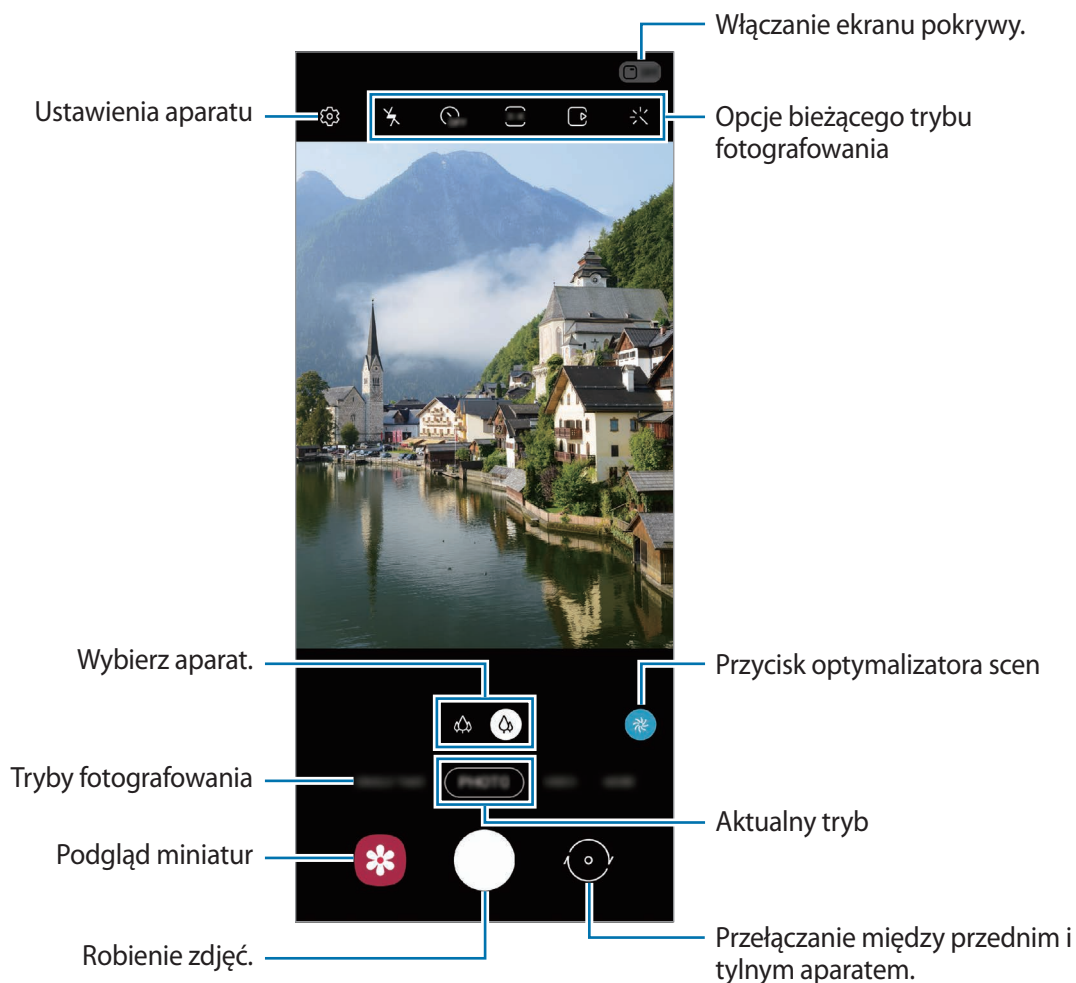 Włączanie ekranu pokrywy.
Ustawienia aparatu
Opcje bieżącego trybu
fotografowania
Wybierz aparat.
Przycisk optymalizatora scen
Tryby fotografowania
PHOTO
Aktualny tryb
Podgląd miniatur
Robienie zdjęć.
Przełączanie między przednim i
tylnym aparatem.